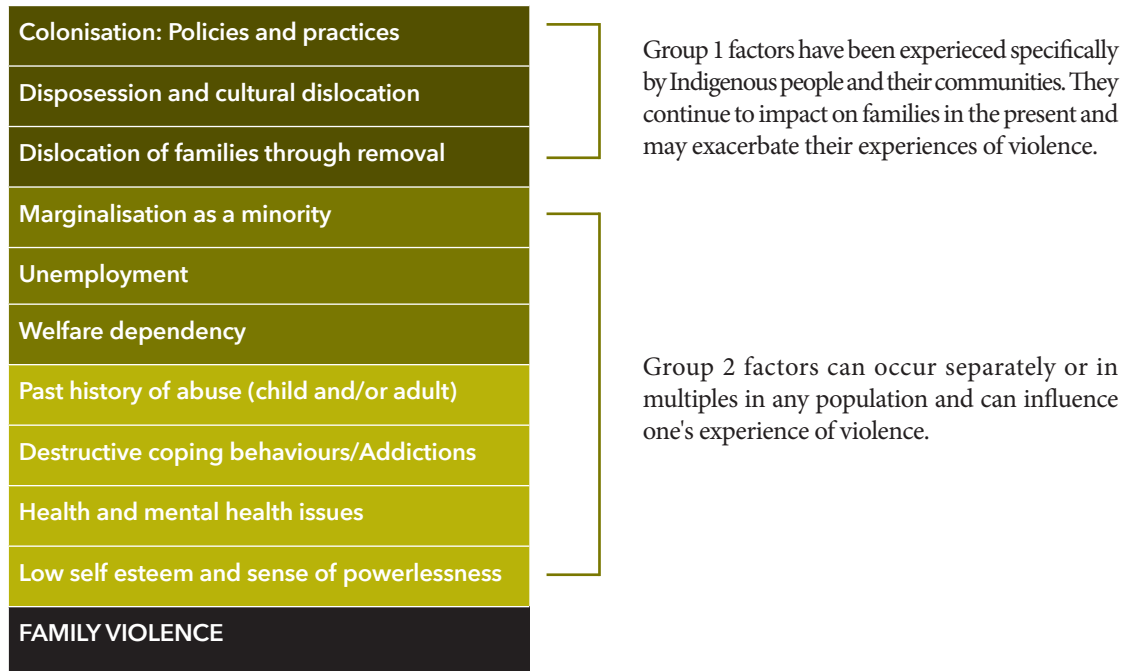 Colonisation: Policies and practices
Disposession and cultural dislocation
Dislocation of families through removal
Marginalisation as a minority
Unemployment
Welfare dependency
Past history of abuse (child and/or adult)
Destructive coping behaviours/Addictions
Health and mental health issues
Low self esteem and sense of powerlessness
FAMILY VIOLENCE
Group 1 factors have been experieced specifically
by Indigenous people and their communities. They
continue to impact on families in the present and
may exacerbate their experiences of violence.
Group 2 factors can occur separately or in
multiples in any population and can influence
one's experience of violence.